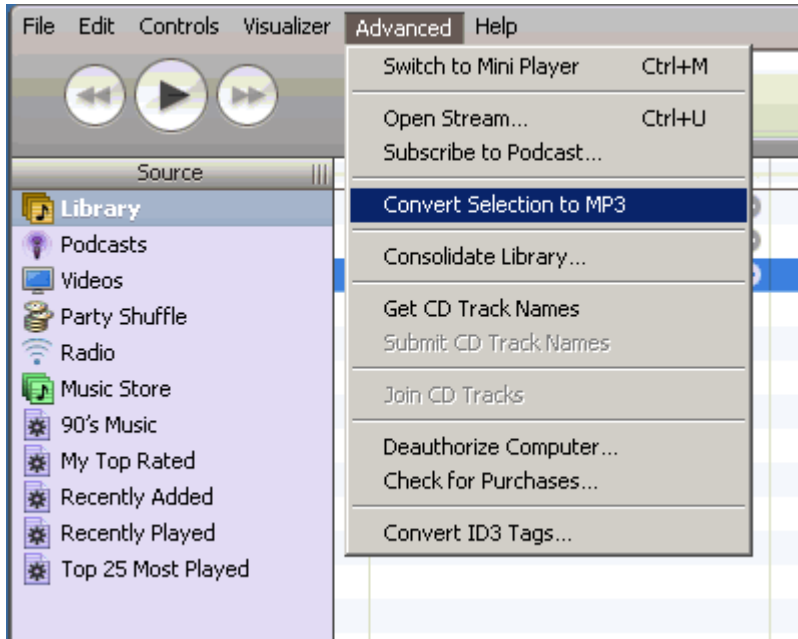 File Edit Controls Visualizer Advanced Help
Switch to Mini Player Ctrl+M
Open Stream... Ctrl+U
Subscribe to Podcast...
Convert Selection to MP3
Consolidate Library...
Get CD Track Names
Submit CD Track Names
Join CD Tracks
Deauthorize Computer...
Check for Purchases...
Convert ID3 Tags...
Source
Library
Podcasts
Videos
Party Shuffle
Radio
Music Store
90's Music
My Top Rated
Recently Added
Recently Played
Top 25 Most Played